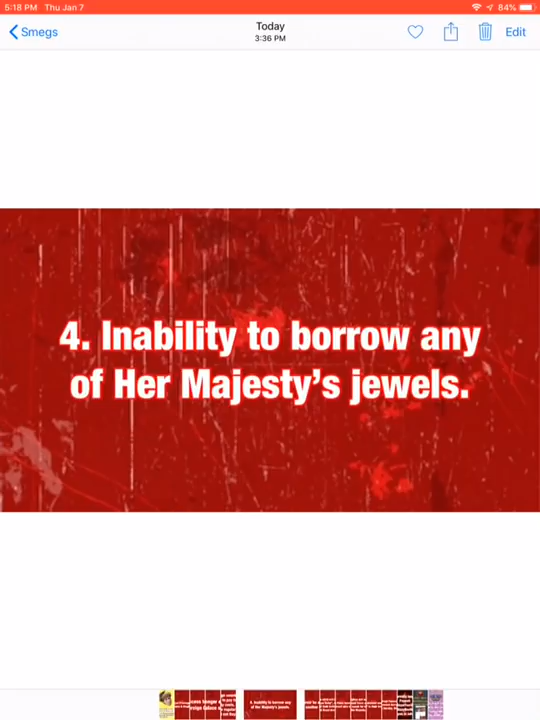 5:18 PM Thu Jan 7
84%
Smegs
Today
3:36 PM
Edit
4. Inability to borrow any
of Her Majesty’s jewels.